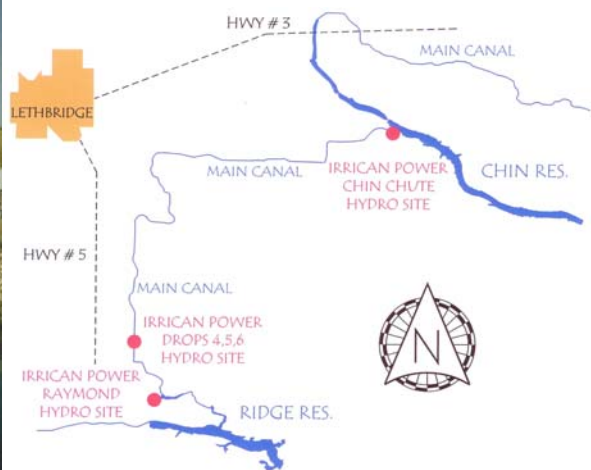 HWY # 3
MAIN CANAL
LETHBRIDGE
MAIN CANAL
IRRICAN POWER
CHIN CHUTE
HYDRO SITE
CHIN RES.
HWY # 5
MAIN CANAL
IRRICAN POWER
DROPS 4,5,6
HYDRO SITE
N
IRRICAN POWER
RAYMOND
HYDRO SITE
RIDGE RES.